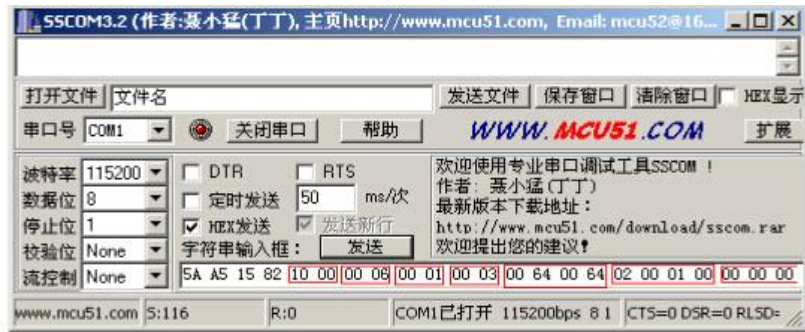 SSCOM3.2 (作者:聂小猛(丁丁), 主页http://www.mcu51.com, Email: mcu52@16...
打开文件 文件名 发送文件 保存窗口 清除窗口 HEX显示
串口号 COM1 关闭串口 帮助 WWW.MCU51.COM 扩展
波特率 115200 DTR RTS
数据位 8 定时发送 50 ms/次
停止位 1 HEX发送 发送新行
校验位 None 字符串输入框: 发送
流控制 None 5A A5 15 82 10 00 00 06 00 01 00 03 00 64 00 64 02 00 01 00 00 00 00
欢迎使用专业串口调试工具SSCOM !
作者: 聂小猛(丁丁)
最新版本下载地址:
http://www.mcu51.com/download/sscom.rar
欢迎提出您的建议!
www.mcu51.com S:116 R:0 COM1已打开 115200bps 8 1 CTS=0 DSR=0 RLSD=